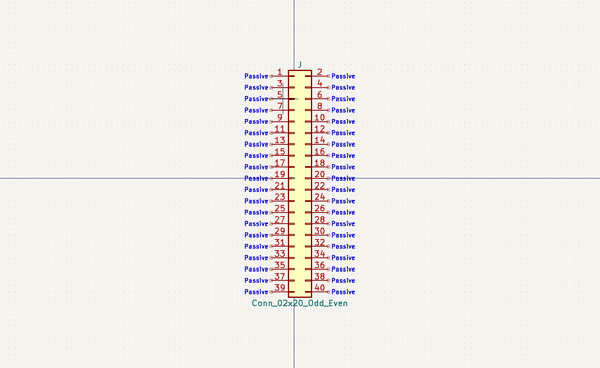 J
Passive 1 2 Passive
Passive 3 4 Passive
Passive 5 6 Passive
Passive 7 8 Passive
Passive 9 10 Passive
Passive 11 12 Passive
Passive 13 14 Passive
Passive 15 16 Passive
Passive 17 18 Passive
Passive 19 20 Passive
Passive 21 22 Passive
Passive 23 24 Passive
Passive 25 26 Passive
Passive 27 28 Passive
Passive 29 30 Passive
Passive 31 32 Passive
Passive 33 34 Passive
Passive 35 36 Passive
Passive 37 38 Passive
Passive 39 40 Passive
Conn_02x20_Odd_Even